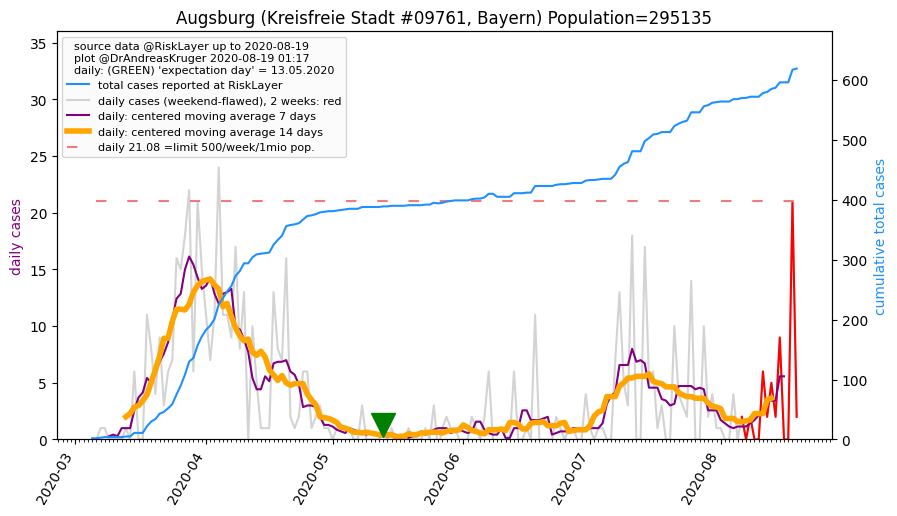 Augsburg (Kreisfreie Stadt #09761, Bayern) Population=295135
source data @RiskLayer up to 2020-08-19
plot @DrAndreasKruger 2020-08-19 01:17
daily: (GREEN) 'expectation day' = 13.05.2020
total cases reported at RiskLayer
daily cases (weekend-flawed), 2 weeks: red
daily: centered moving average 7 days
daily: centered moving average 14 days
daily 21.08 =limit 500/week/1mio pop.
daily cases
35
30
25
20
15
10
5
0
cumulative total cases
600
500
400
300
200
100
0
2020-03
2020-04
2020-05
2020-06
2020-07
2020-08